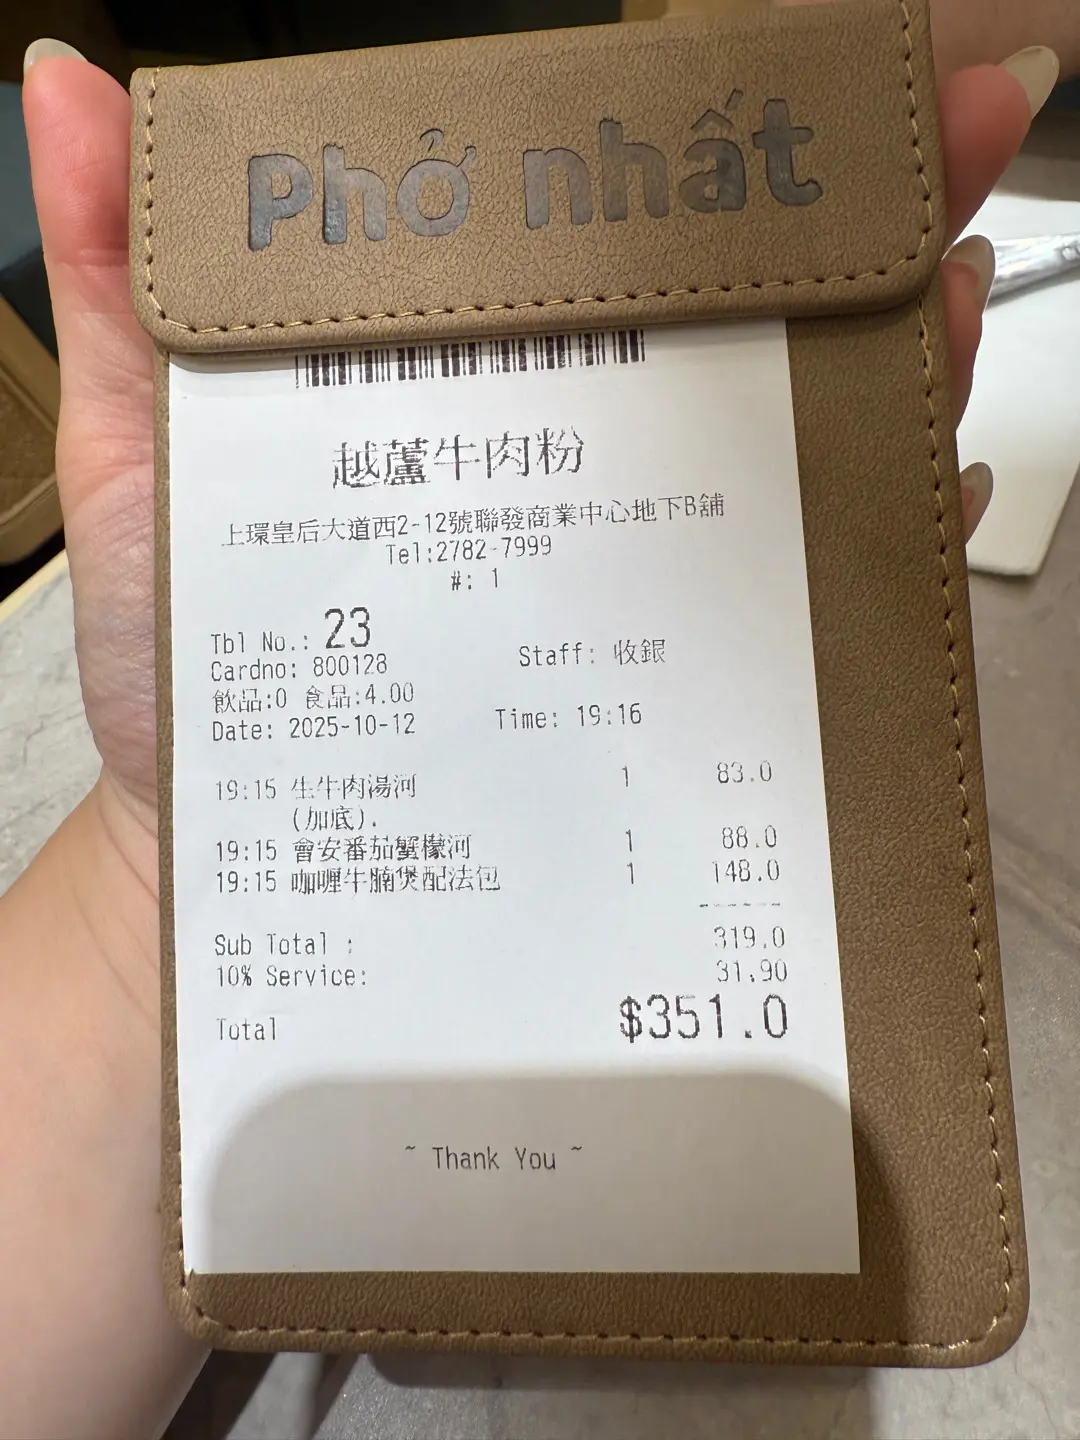 Phở nhất
越蘆牛肉粉
上環皇后大道西2-12號聯發商業中心地下B舖
Tel:2782-7999
#: 1
Tbl No.: 23
Cardno: 800128 Staff: 收銀
飲品:0 食品:4.00
Date: 2025-10-12 Time: 19:16
19:15 生牛肉湯河 1 83.0
(加底).
19:15 會安番茄蟹檬河 1 88.0
19:15 咖喱牛腩煲配法包 1 148.0
------
Sub Total : 319.0
10% Service: 31.90
Total $351.0
~ Thank You ~